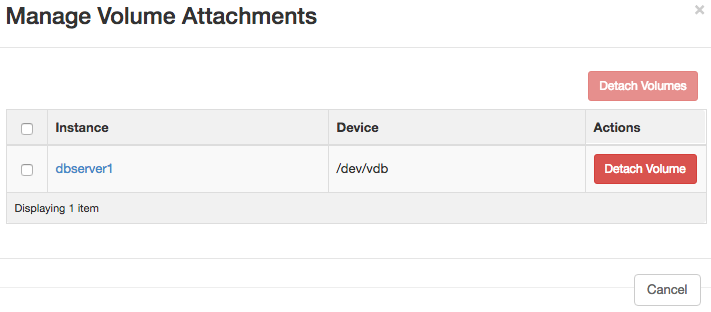 Manage Volume Attachments
×
Detach Volumes
Instance Device Actions
dbserver1 /dev/vdb Detach Volume
Displaying 1 item
Cancel